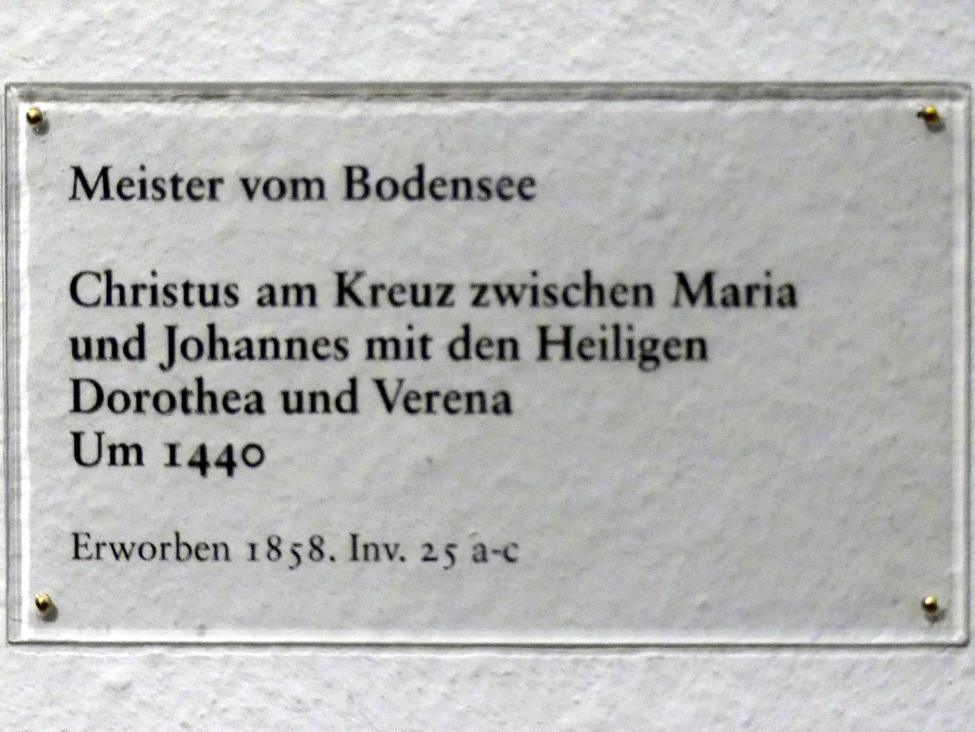 Meister vom Bodensee
Christus am Kreuz zwischen Maria
und Johannes mit den Heiligen
Dorothea und Verena
Um 1440
Erworben 1858. Inv. 25 a-c